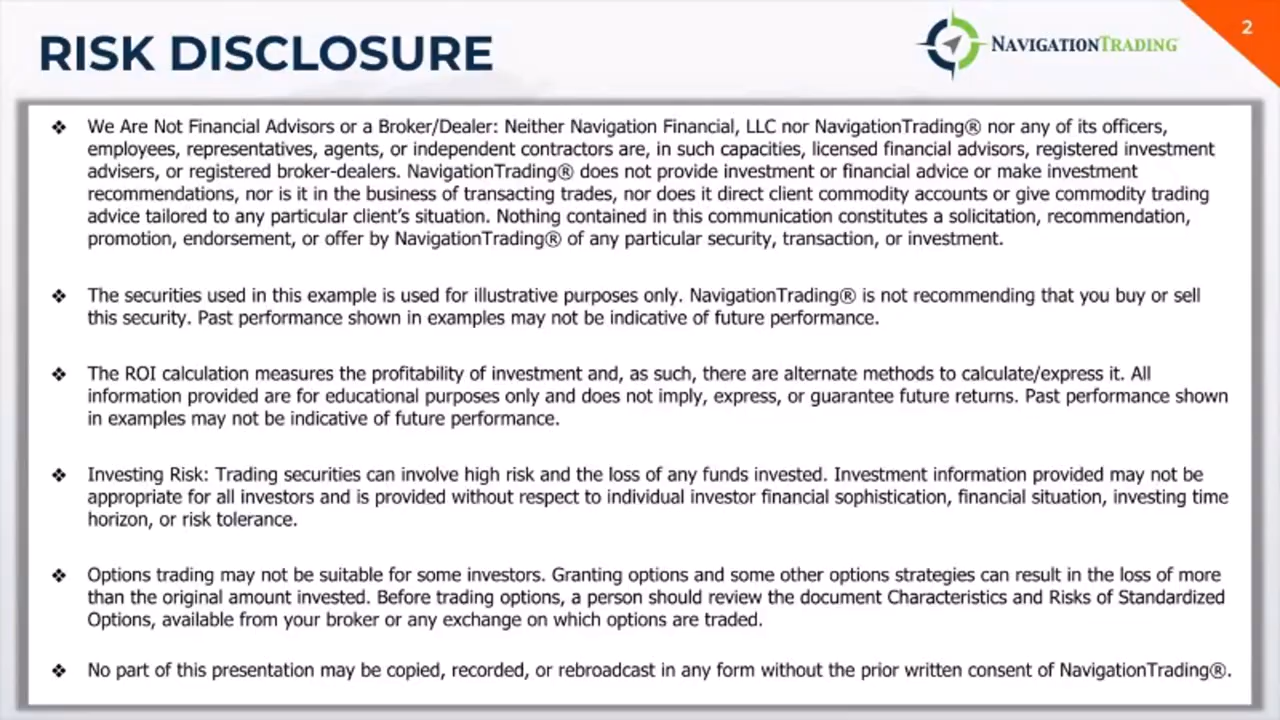 RISK DISCLOSURE
NAVIGATIONTRADING
2
❖ We Are Not Financial Advisors or a Broker/Dealer: Neither Navigation Financial, LLC nor NavigationTrading® nor any of its officers,
employees, representatives, agents, or independent contractors are, in such capacities, licensed financial advisors, registered investment
advisers, or registered broker-dealers. NavigationTrading® does not provide investment or financial advice or make investment
recommendations, nor is it in the business of transacting trades, nor does it direct client commodity accounts or give commodity trading
advice tailored to any particular client's situation. Nothing contained in this communication constitutes a solicitation, recommendation,
promotion, endorsement, or offer by NavigationTrading® of any particular security, transaction, or investment.
❖ The securities used in this example is used for illustrative purposes only. NavigationTrading® is not recommending that you buy or sell
this security. Past performance shown in examples may not be indicative of future performance.
❖ The ROI calculation measures the profitability of investment and, as such, there are alternate methods to calculate/express it. All
information provided are for educational purposes only and does not imply, express, or guarantee future returns. Past performance shown
in examples may not be indicative of future performance.
❖ Investing Risk: Trading securities can involve high risk and the loss of any funds invested. Investment information provided may not be
appropriate for all investors and is provided without respect to individual investor financial sophistication, financial situation, investing time
horizon, or risk tolerance.
❖ Options trading may not be suitable for some investors. Granting options and some other options strategies can result in the loss of more
than the original amount invested. Before trading options, a person should review the document Characteristics and Risks of Standardized
Options, available from your broker or any exchange on which options are traded.
❖ No part of this presentation may be copied, recorded, or rebroadcast in any form without the prior written consent of NavigationTrading®.